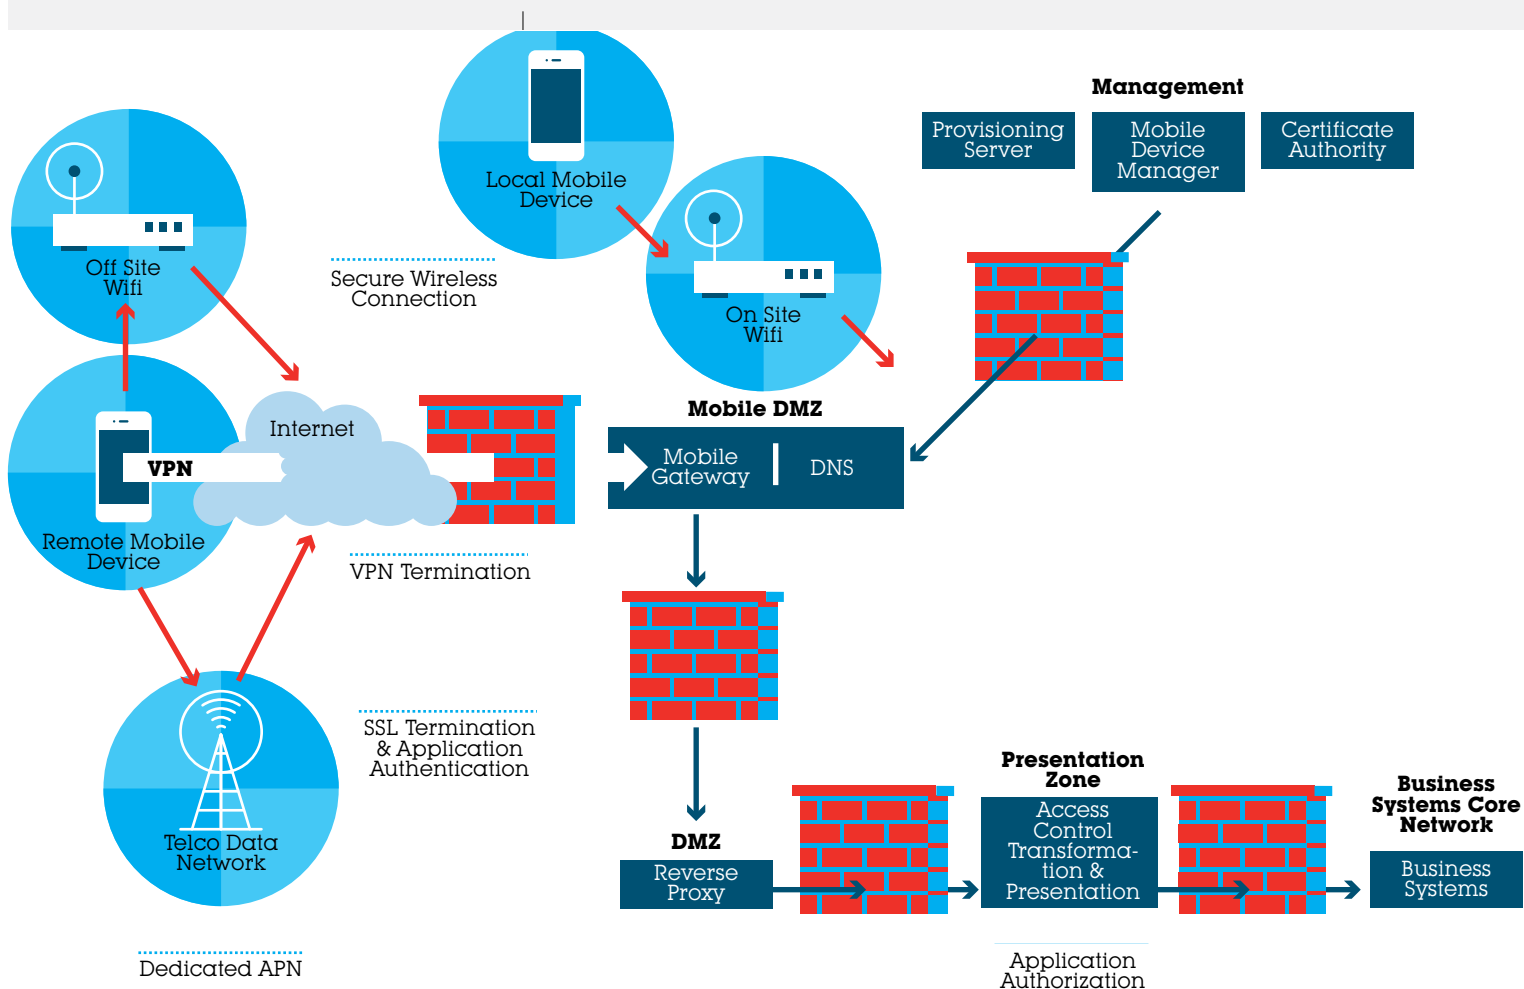 Management
Provisioning
Server
Mobile
Device
Manager
Certificate
Authority
Local Mobile
Device
Off Site
Wifi
Secure Wireless
Connection
On Site
Wifi
Mobile DMZ
Internet
VPN
Mobile
Gateway
DNS
Remote Mobile
Device
VPN Termination
SSL Termination
& Application
Authentication
Telco Data
Network
Dedicated APN
DMZ
Reverse
Proxy
Presentation
Zone
Access
Control
Transforma-
tion &
Presentation
Application
Authorization
Business
Systems Core
Network
Business
Systems